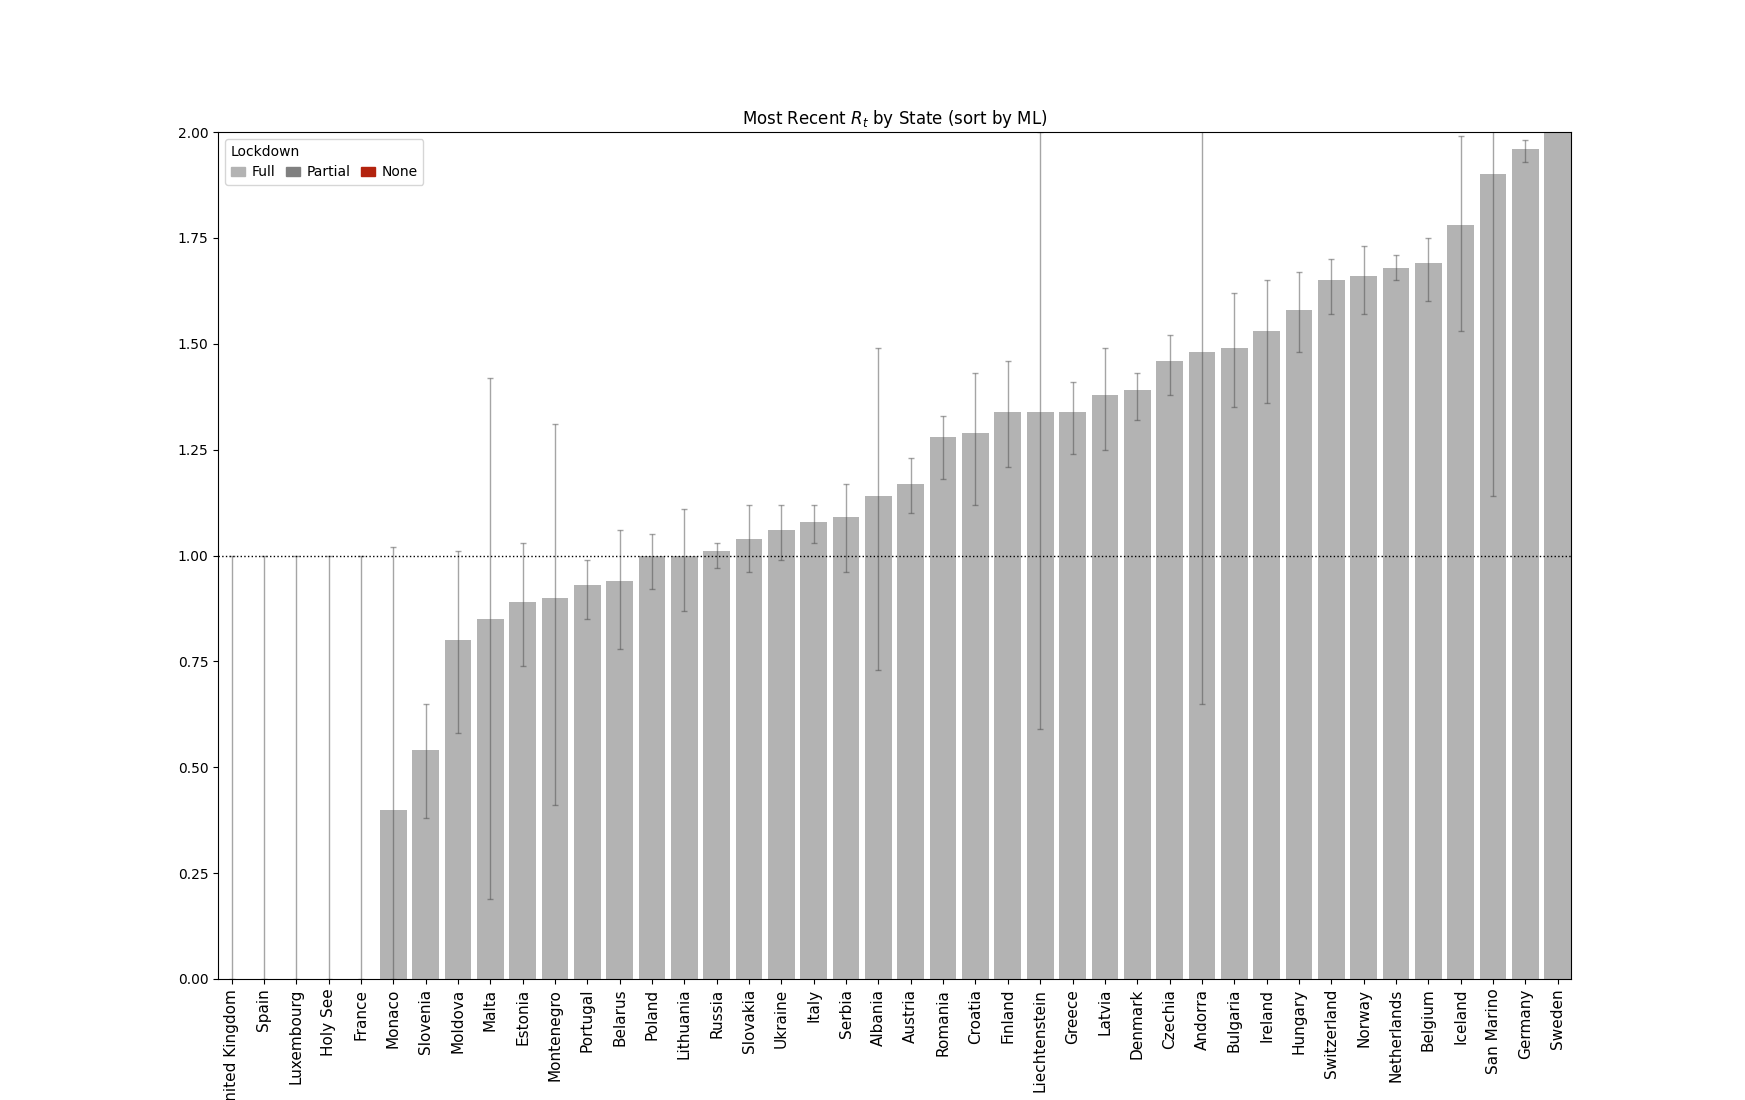 Most Recent Rt by State (sort by ML)
2.00
Lockdown
Full Partial None
1.75
1.50
1.25
1.00
0.75
0.50
0.25
0.00
nited Kingdom
Spain
Luxembourg
Holy See
France
Monaco
Slovenia
Moldova
Malta
Estonia
Montenegro
Portugal
Belarus
Poland
Lithuania
Russia
Slovakia
Ukraine
Italy
Serbia
Albania
Austria
Romania
Croatia
Finland
Liechtenstein
Greece
Latvia
Denmark
Czechia
Andorra
Bulgaria
Ireland
Hungary
Switzerland
Norway
Netherlands
Belgium
Iceland
San Marino
Germany
Sweden